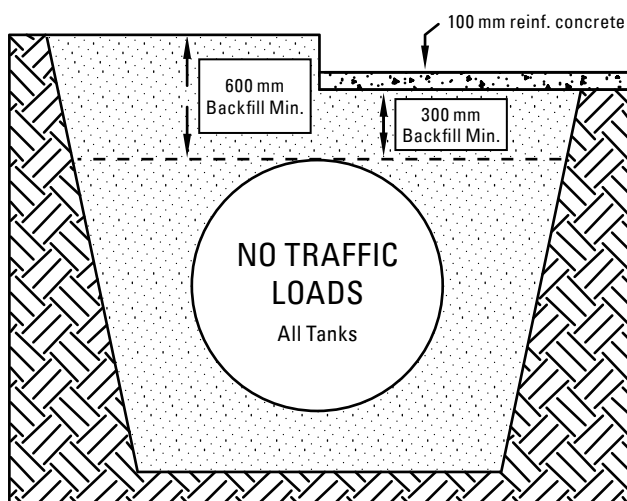 100 mm reinf. concrete
600 mm
Backfill Min.
300 mm
Backfill Min.
NO TRAFFIC
LOADS
All Tanks